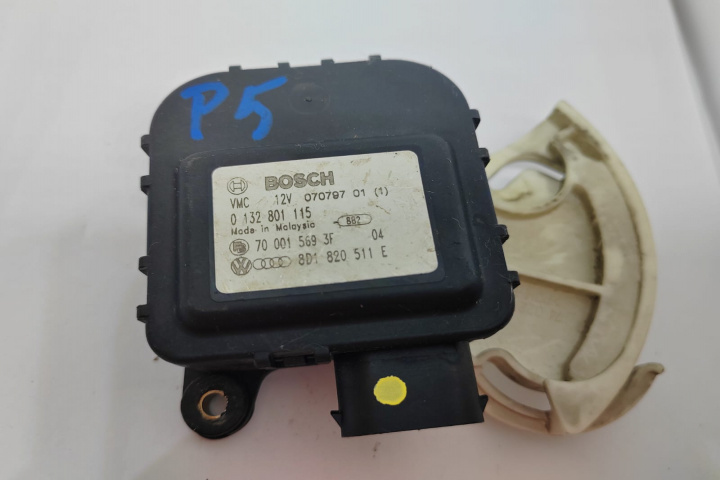 P5
BOSCH
VMC 12V 070797 01 (1)
0 132 801 115
Made in Malaysia 882
70 001 569 3F 04
8D1 820 511 E